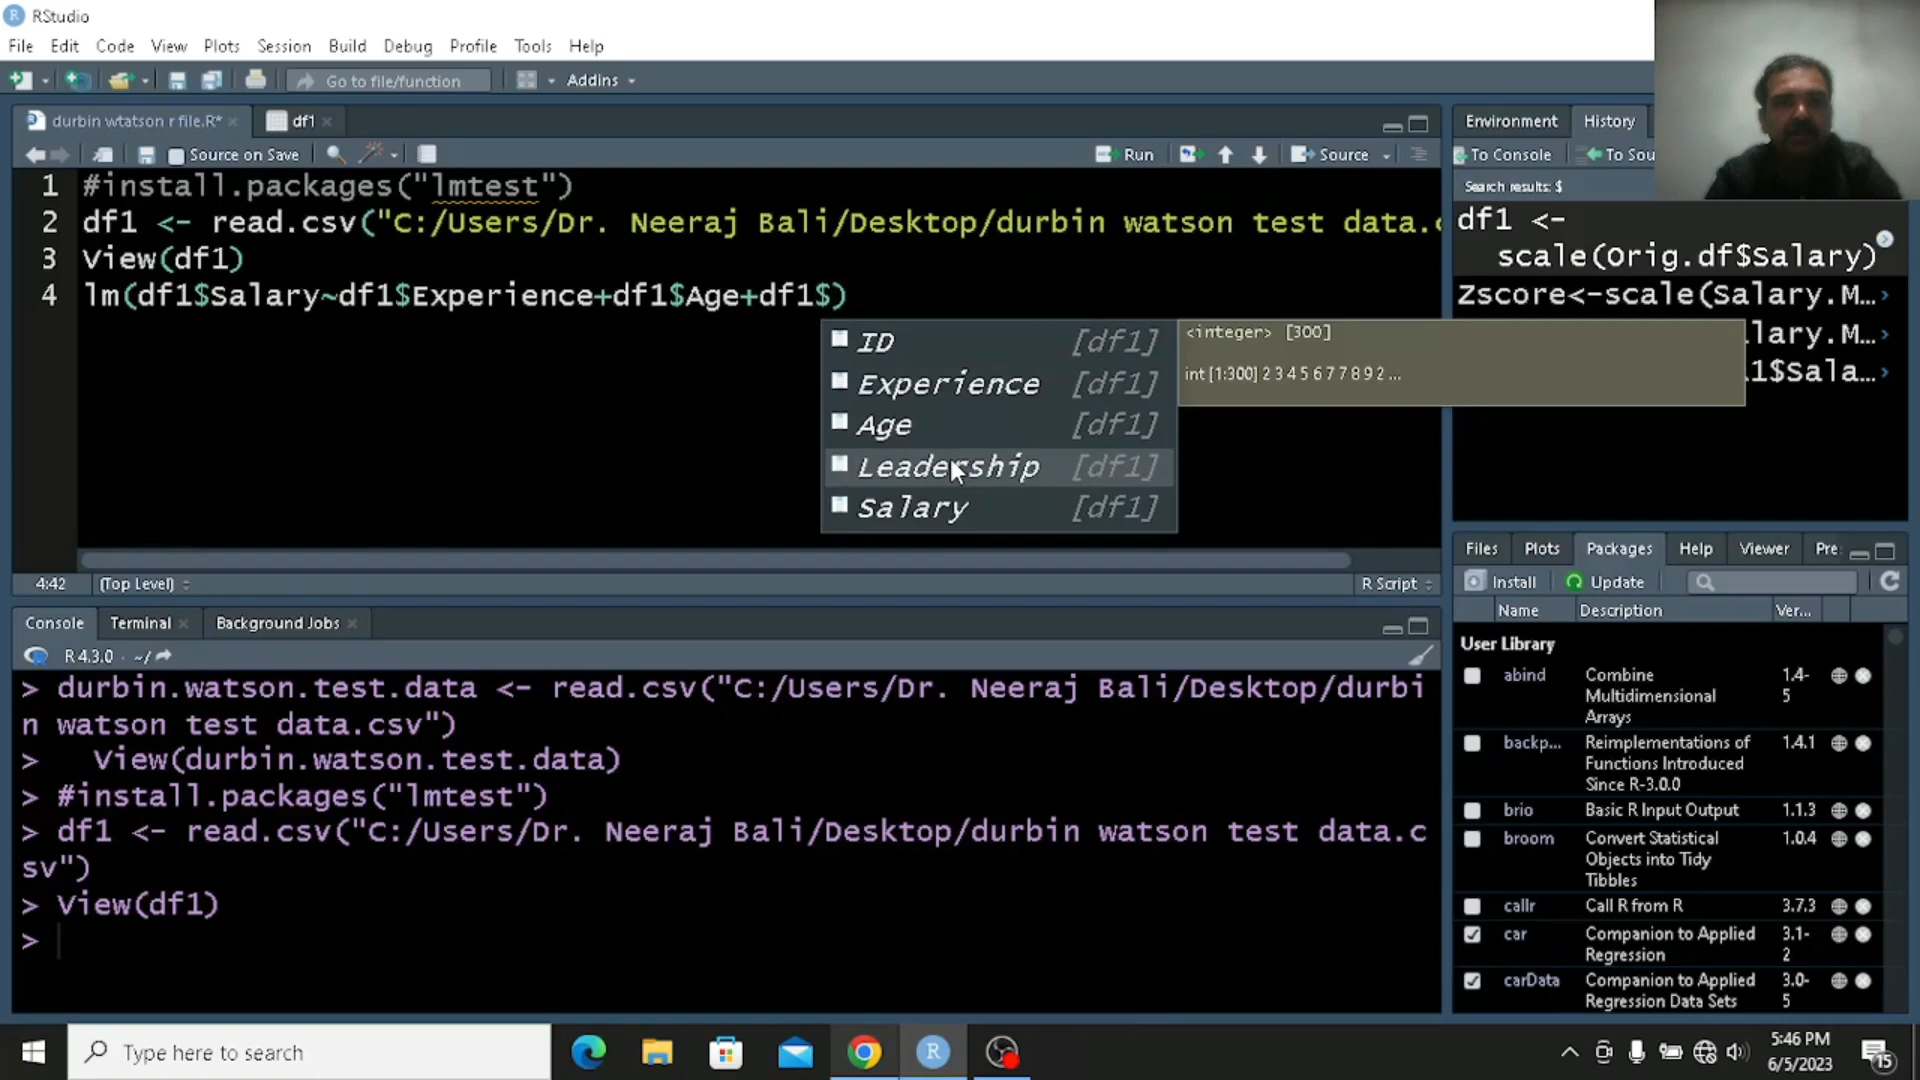 RStudio
File Edit Code View Plots Session Build Debug Profile Tools Help
Go to file/function Addins
durbin wtatson r file.R* df1
Source on Save Run Source
1 #install.packages("lmtest")
2 df1 <- read.csv("C:/Users/Dr. Neeraj Bali/Desktop/durbin watson test data.
3 View(df1)
4 lm(df1$Salary~df1$Experience+df1$Age+df1$)
ID [df1]
Experience [df1]
Age [df1]
Leadership [df1]
Salary [df1]
<integer> [300]
int [1:300] 2 3 4 5 6 7 7 8 9 2 ...
4:42 (Top Level) R Script
Console Terminal Background Jobs
R 4.3.0 · ~/
> durbin.watson.test.data <- read.csv("C:/Users/Dr. Neeraj Bali/Desktop/durbi
n watson test data.csv")
> View(durbin.watson.test.data)
> #install.packages("lmtest")
> df1 <- read.csv("C:/Users/Dr. Neeraj Bali/Desktop/durbin watson test data.c
sv")
> View(df1)
>
Environment History
To Console To Sou
Search results: $
df1 <-
scale(Orig.df$Salary)
Zscore<-scale(Salary.M...
lary.M...
1$Sala...
Files Plots Packages Help Viewer Pre
Install Update
Name Description Ver...
User Library
abind Combine Multidimensional Arrays 1.4-5
backp... Reimplementations of Functions Introduced Since R-3.0.0 1.4.1
brio Basic R Input Output 1.1.3
broom Convert Statistical Objects into Tidy Tibbles 1.0.4
callr Call R from R 3.7.3
car Companion to Applied Regression 3.1-2
carData Companion to Applied Regression Data Sets 3.0-5
Type here to search
5:46 PM
6/5/2023
15